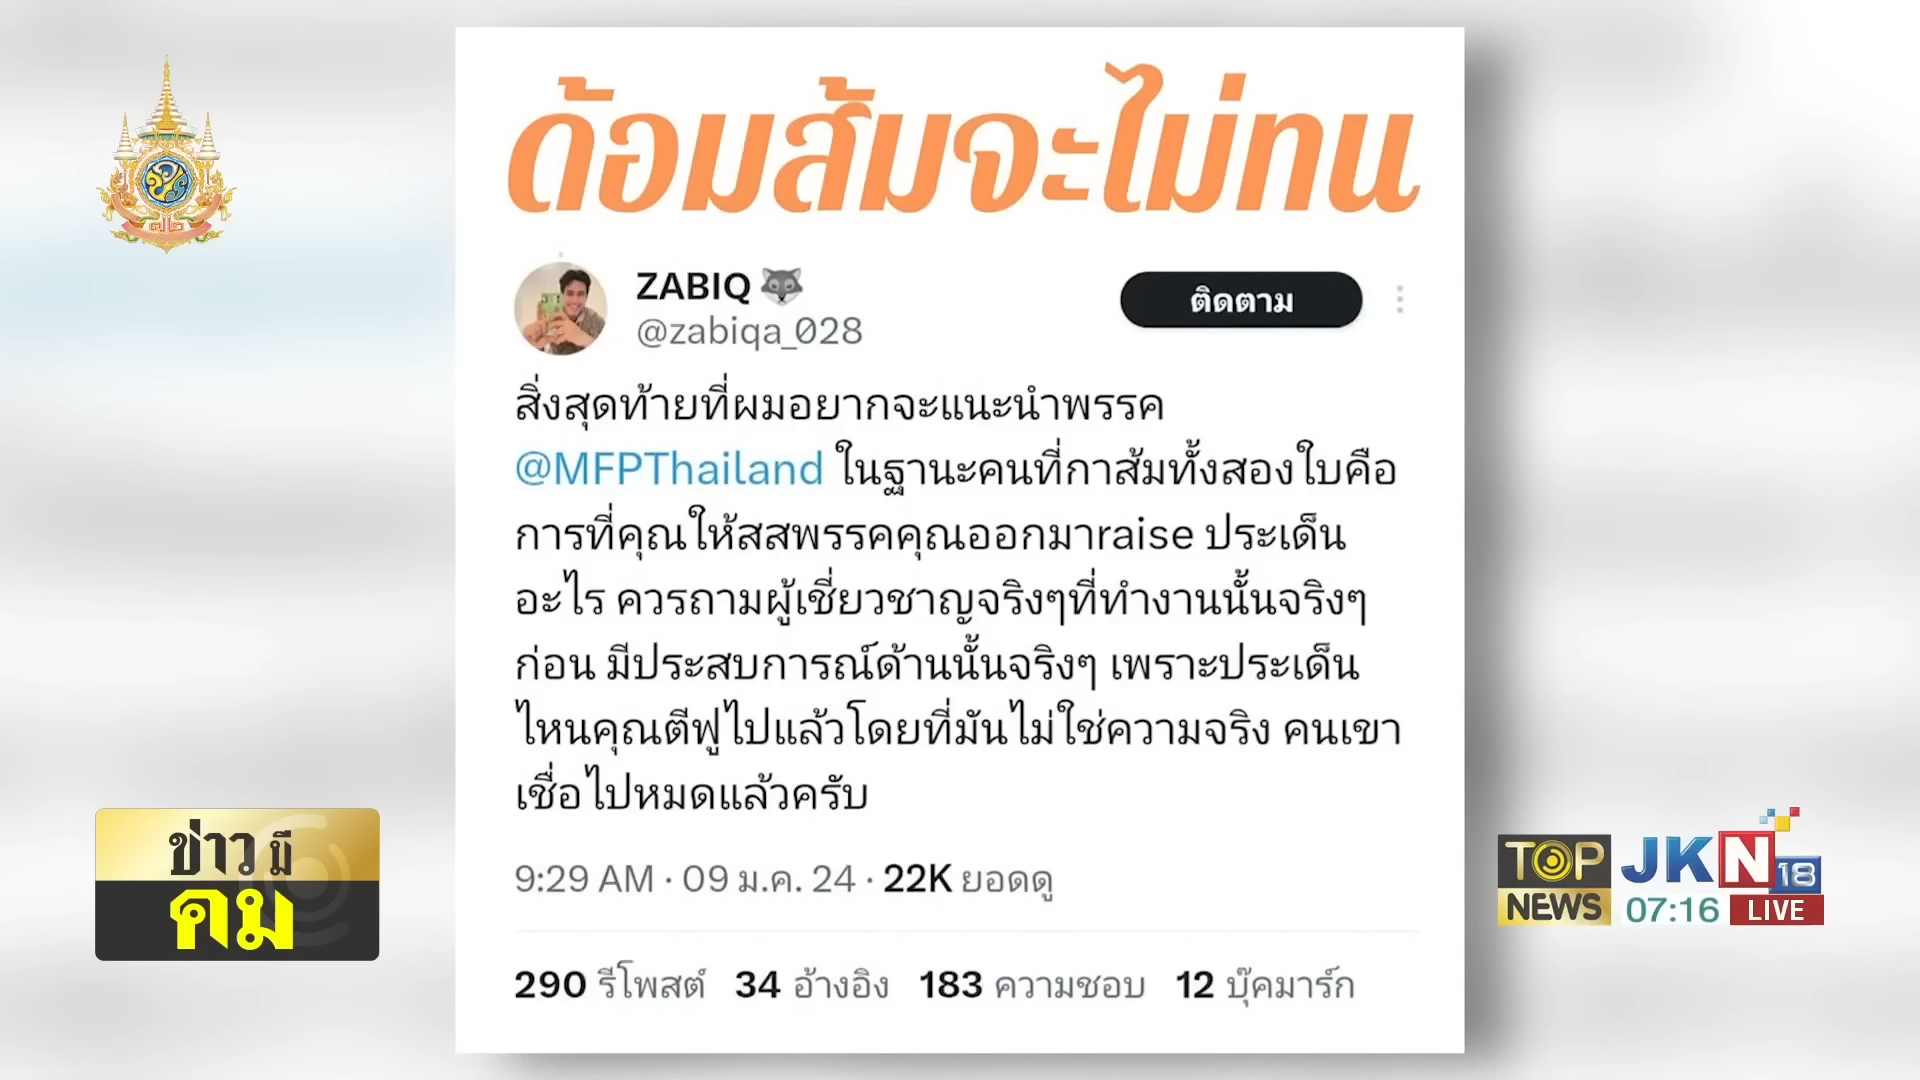 ด้อมส้มจะไม่ทน
ZABIQ
@zabiqa_028
ติดตาม
สิ่งสุดท้ายที่ผมอยากจะแนะนำพรรค
@MFPThailand ในฐานะคนที่กาส้มทั้งสองใบคือ
การที่คุณให้สสพรรคคุณออกมาraise ประเด็น
อะไร ควรถามผู้เชี่ยวชาญจริงๆที่ทำงานนั้นจริงๆ
ก่อน มีประสบการณ์ด้านนั้นจริงๆ เพราะประเด็น
ไหนคุณตีฟูไปแล้วโดยที่มันไม่ใช่ความจริง คนเขา
เชื่อไปหมดแล้วครับ
9:29 AM · 09 ม.ค. 24 · 22K ยอดดู
290 รีโพสต์ 34 อ้างอิง 183 ความชอบ 12 บุ๊คมาร์ก
ข่าวมี
คม
TOP
NEWS
JKN18
07:16 LIVE
๗๒